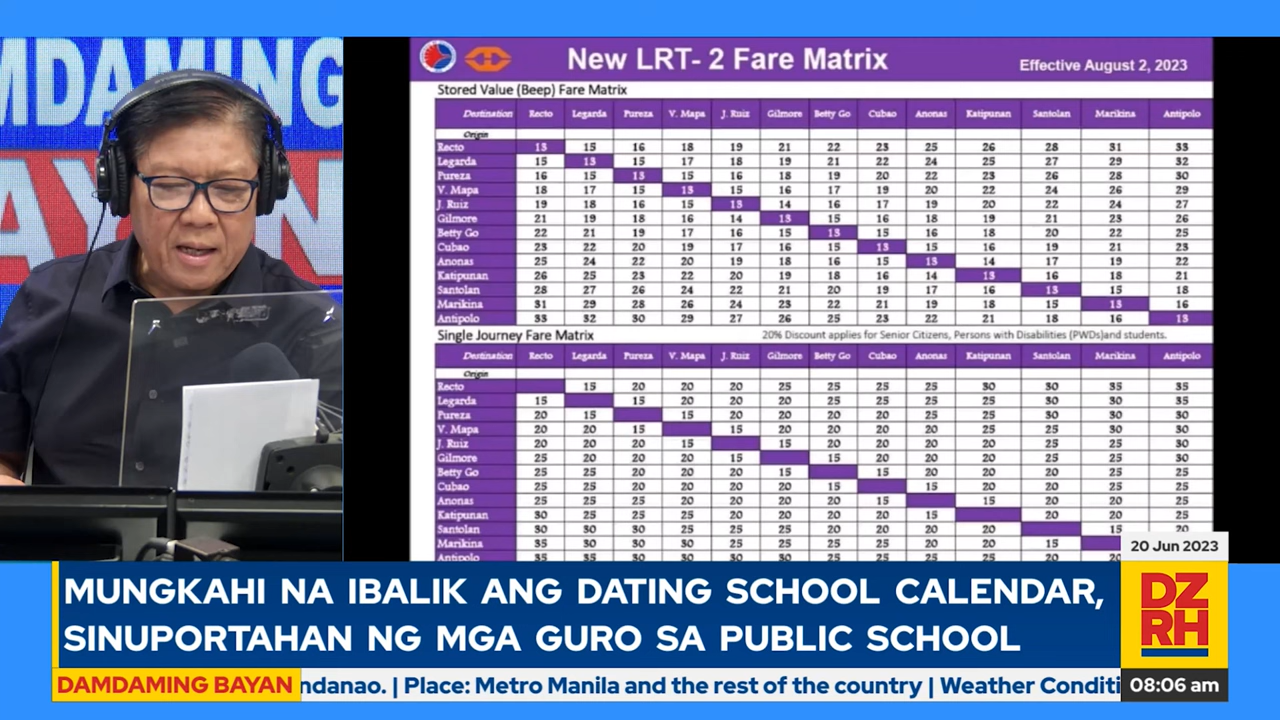 MDAMING
AYAN
New LRT- 2 Fare Matrix
Effective August 2, 2023
Stored Value (Beep) Fare Matrix
Destination Recto Legarda Pureza V. Mapa J. Ruiz Gilmore Betty Go Cubao Anonas Katipunan Santolan Marikina Antipolo
Origin
Recto 13 15 16 18 19 21 22 23 25 26 28 31 33
Legarda 15 13 15 17 18 19 21 22 24 25 27 29 32
Pureza 16 15 13 15 16 18 19 20 22 23 26 28 30
V. Mapa 18 17 15 13 15 16 17 19 20 22 24 26 29
J. Ruiz 19 18 16 15 13 14 16 17 19 20 22 24 27
Gilmore 21 19 18 16 14 13 15 16 18 19 21 23 26
Betty Go 22 21 19 17 16 15 13 15 16 18 20 22 25
Cubao 23 22 20 19 17 16 15 13 15 16 19 21 23
Anonas 25 24 22 20 19 18 16 15 13 14 17 19 22
Katipunan 26 25 23 22 20 19 18 16 14 13 16 18 21
Santolan 28 27 26 24 22 21 20 19 17 16 13 15 18
Marikina 31 29 28 26 24 23 22 21 19 18 15 13 16
Antipolo 33 32 30 29 27 26 25 23 22 21 18 16 13
Single Journey Fare Matrix
20% Discount applies for Senior Citizens, Persons with Disabilities (PWDs)and students.
Destination Recto Legarda Pureza V. Mapa J. Ruiz Gilmore Betty Go Cubao Anonas Katipunan Santolan Marikina Antipolo
Origin
Recto 15 20 20 20 25 25 25 25 30 30 35 35
Legarda 15 15 20 20 20 25 25 25 25 30 30 35
Pureza 20 15 15 20 20 20 20 25 25 30 30 30
V. Mapa 20 20 15 15 20 20 20 20 25 25 30 30
J. Ruiz 20 20 20 15 15 20 20 20 20 25 25 30
Gilmore 25 20 20 20 15 15 20 20 20 25 25 30
Betty Go 25 25 20 20 20 15 15 20 20 20 25 25
Cubao 25 25 20 20 20 20 15 15 20 20 25 25
Anonas 25 25 25 20 20 20 20 15 15 20 20 25
Katipunan 30 25 25 25 20 20 20 20 15 20 20 25
Santolan 30 30 30 25 25 25 20 20 20 20 15 20
Marikina 35 30 30 30 25 25 25 25 20 20 15
Antipolo 35 35 30 30 30 30 25 25 25 25 20 20
20 Jun 2023
MUNGKAHI NA IBALIK ANG DATING SCHOOL CALENDAR,
SINUPORTAHAN NG MGA GURO SA PUBLIC SCHOOL
DZ
RH
DAMDAMING BAYAN ndanao. | Place: Metro Manila and the rest of the country | Weather Conditi 08:06 am